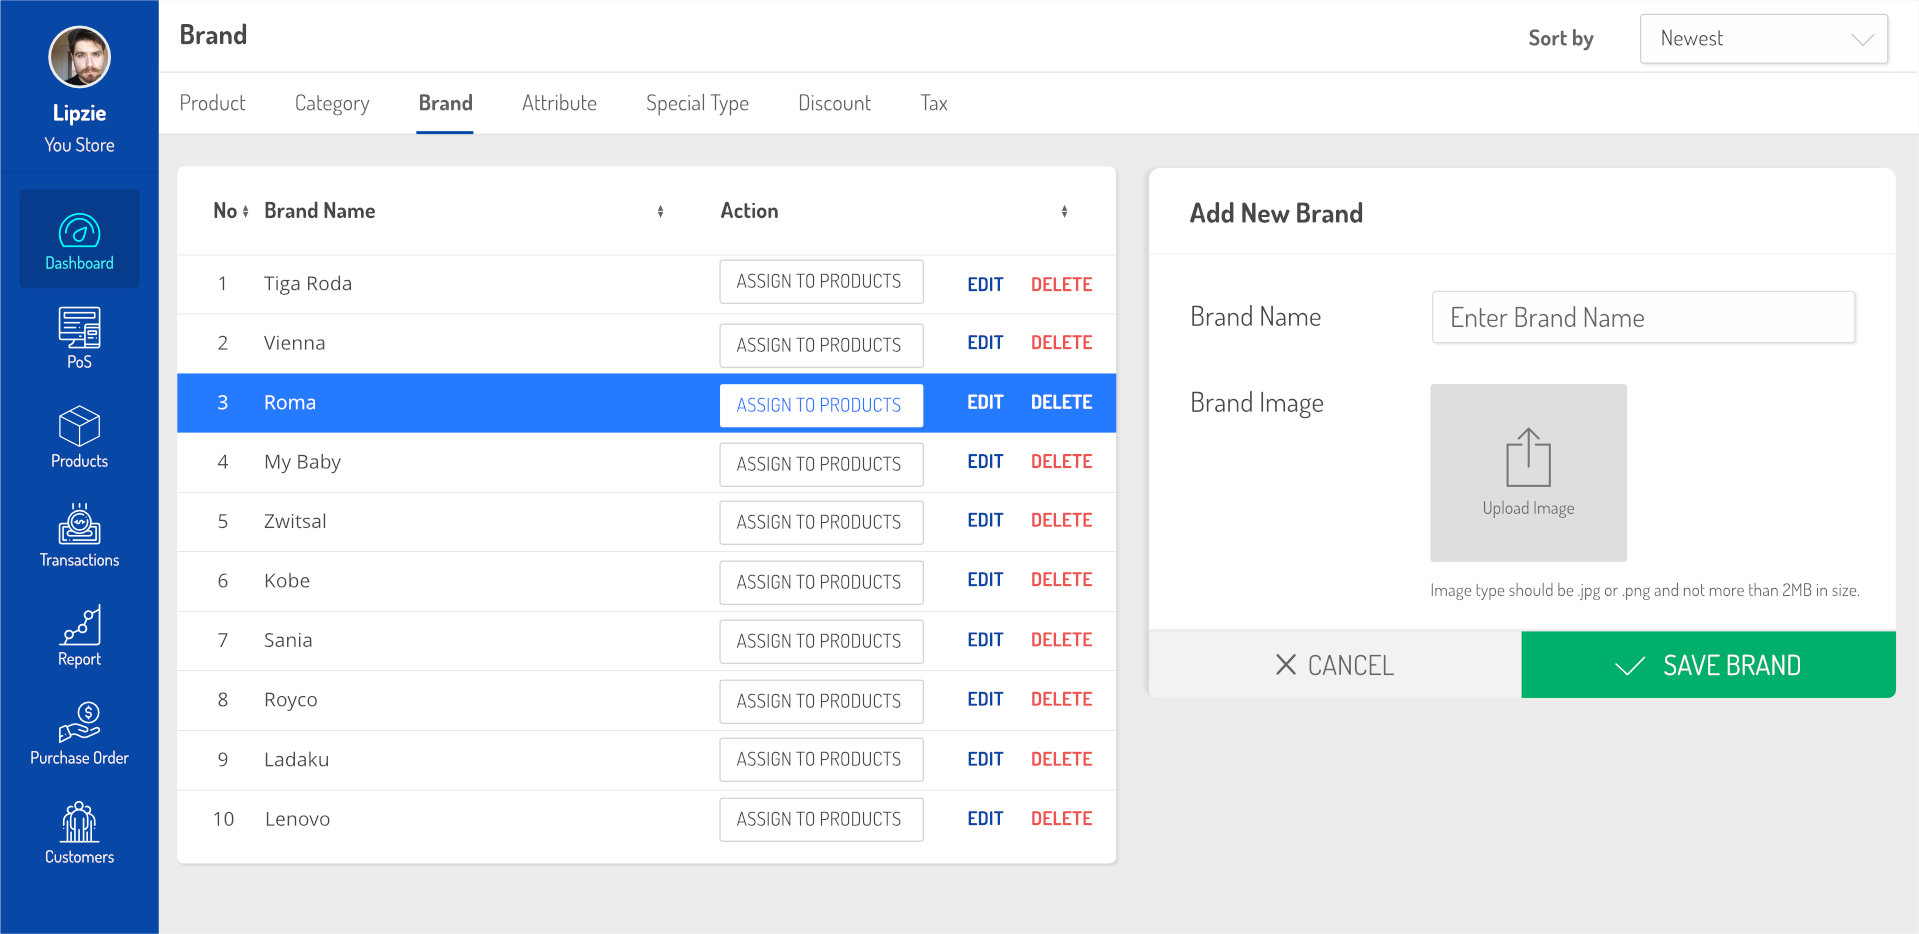 Lipzie
You Store
Dashboard
PoS
Products
Transactions
Report
Purchase Order
Customers
Brand
Sort by
Newest
Product Category Brand Attribute Special Type Discount Tax
No Brand Name Action
1 Tiga Roda ASSIGN TO PRODUCTS EDIT DELETE
2 Vienna ASSIGN TO PRODUCTS EDIT DELETE
3 Roma ASSIGN TO PRODUCTS EDIT DELETE
4 My Baby ASSIGN TO PRODUCTS EDIT DELETE
5 Zwitsal ASSIGN TO PRODUCTS EDIT DELETE
6 Kobe ASSIGN TO PRODUCTS EDIT DELETE
7 Sania ASSIGN TO PRODUCTS EDIT DELETE
8 Royco ASSIGN TO PRODUCTS EDIT DELETE
9 Ladaku ASSIGN TO PRODUCTS EDIT DELETE
10 Lenovo ASSIGN TO PRODUCTS EDIT DELETE
Add New Brand
Brand Name Enter Brand Name
Brand Image
Upload Image
Image type should be .jpg or .png and not more than 2MB in size.
CANCEL SAVE BRAND